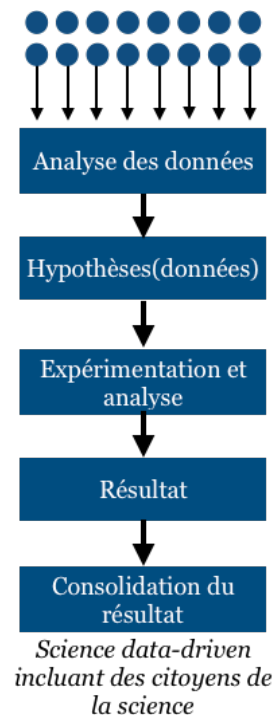 Analyse des données
Hypothèses(données)
Expérimentation et
analyse
Résultat
Consolidation du
résultat
Science data-driven
incluant des citoyens de
la science